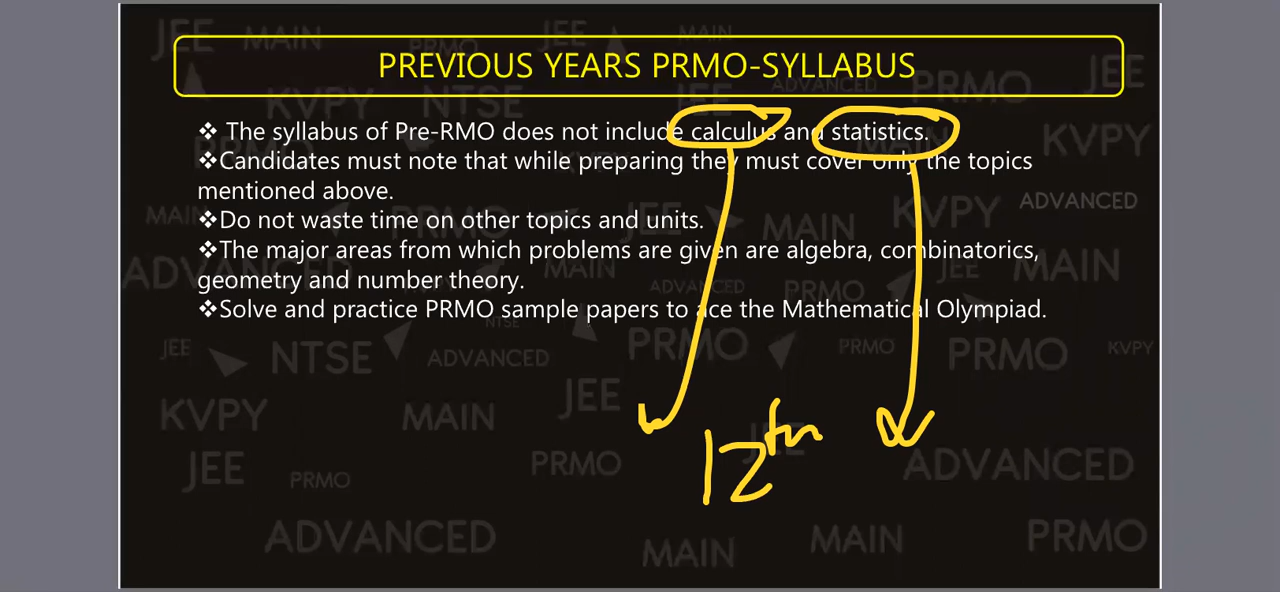 PREVIOUS YEARS PRMO-SYLLABUS
❖ The syllabus of Pre-RMO does not include calculus and statistics.
❖Candidates must note that while preparing they must cover only the topics
mentioned above.
❖Do not waste time on other topics and units.
❖The major areas from which problems are given are algebra, combinatorics,
geometry and number theory.
❖Solve and practice PRMO sample papers to ace the Mathematical Olympiad.
12th